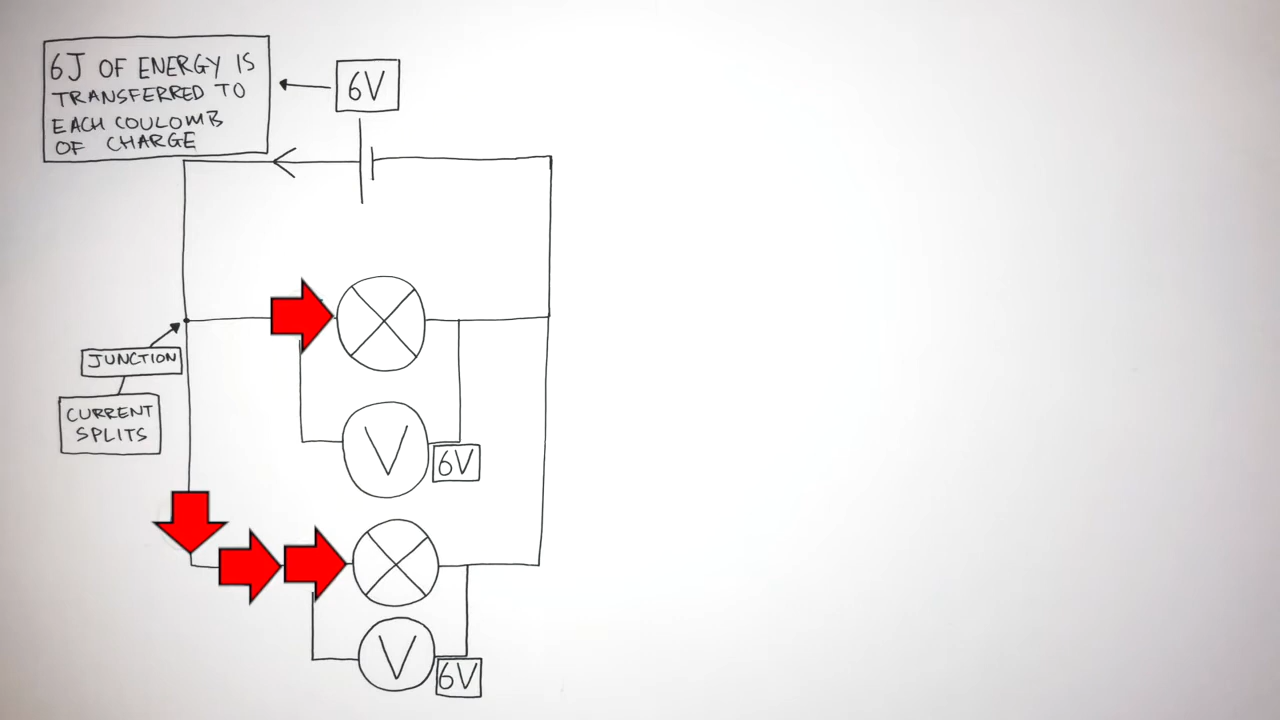 6J OF ENERGY IS
TRANSFERRED TO
EACH COULOMB
OF CHARGE
6V
JUNCTION
CURRENT
SPLITS
V
6V
V
6V